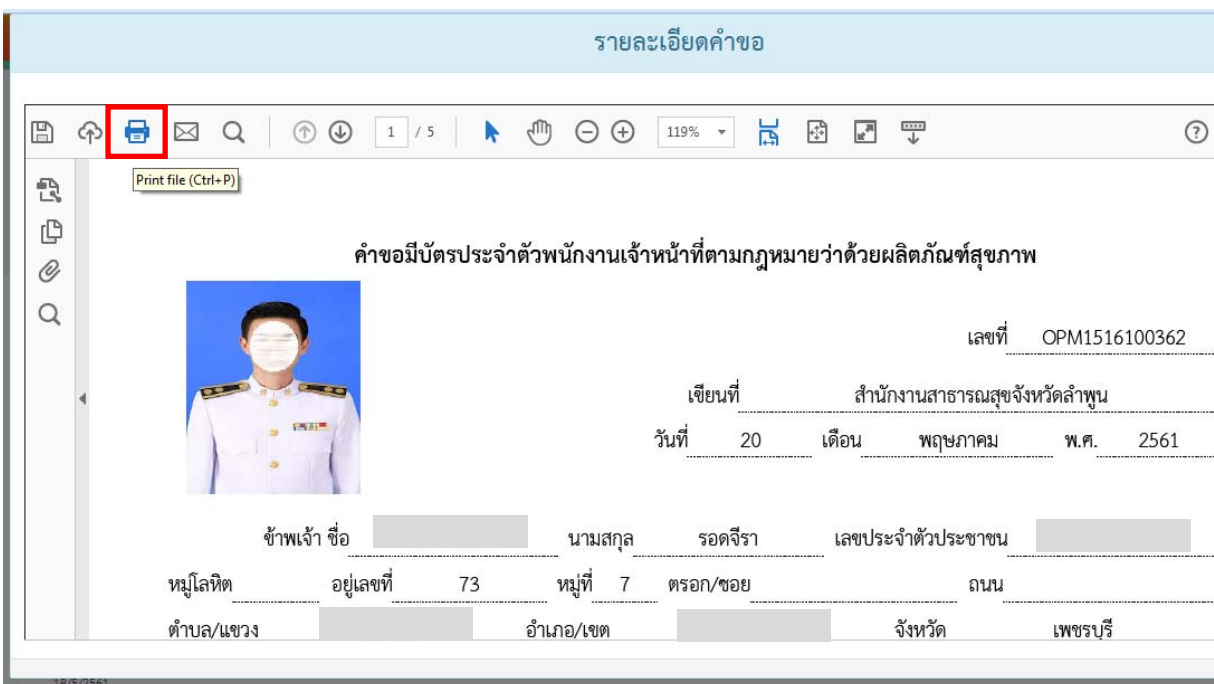 รายละเอียดคำขอ
1 / 5 119%
Print file (Ctrl+P)
คำขอมีบัตรประจำตัวพนักงานเจ้าหน้าที่ตามกฎหมายว่าด้วยผลิตภัณฑ์สุขภาพ
เลขที่ OPM1516100362
เขียนที่ สำนักงานสาธารณสุขจังหวัดลำพูน
วันที่ 20 เดือน พฤษภาคม พ.ศ. 2561
ข้าพเจ้า ชื่อ นามสกุล รอดจีรา เลขประจำตัวประชาชน
หมู่โลหิต อยู่เลขที่ 73 หมู่ที่ 7 ตรอก/ซอย ถนน
ตำบล/แขวง อำเภอ/เขต จังหวัด เพชรบุรี
18/5/2561